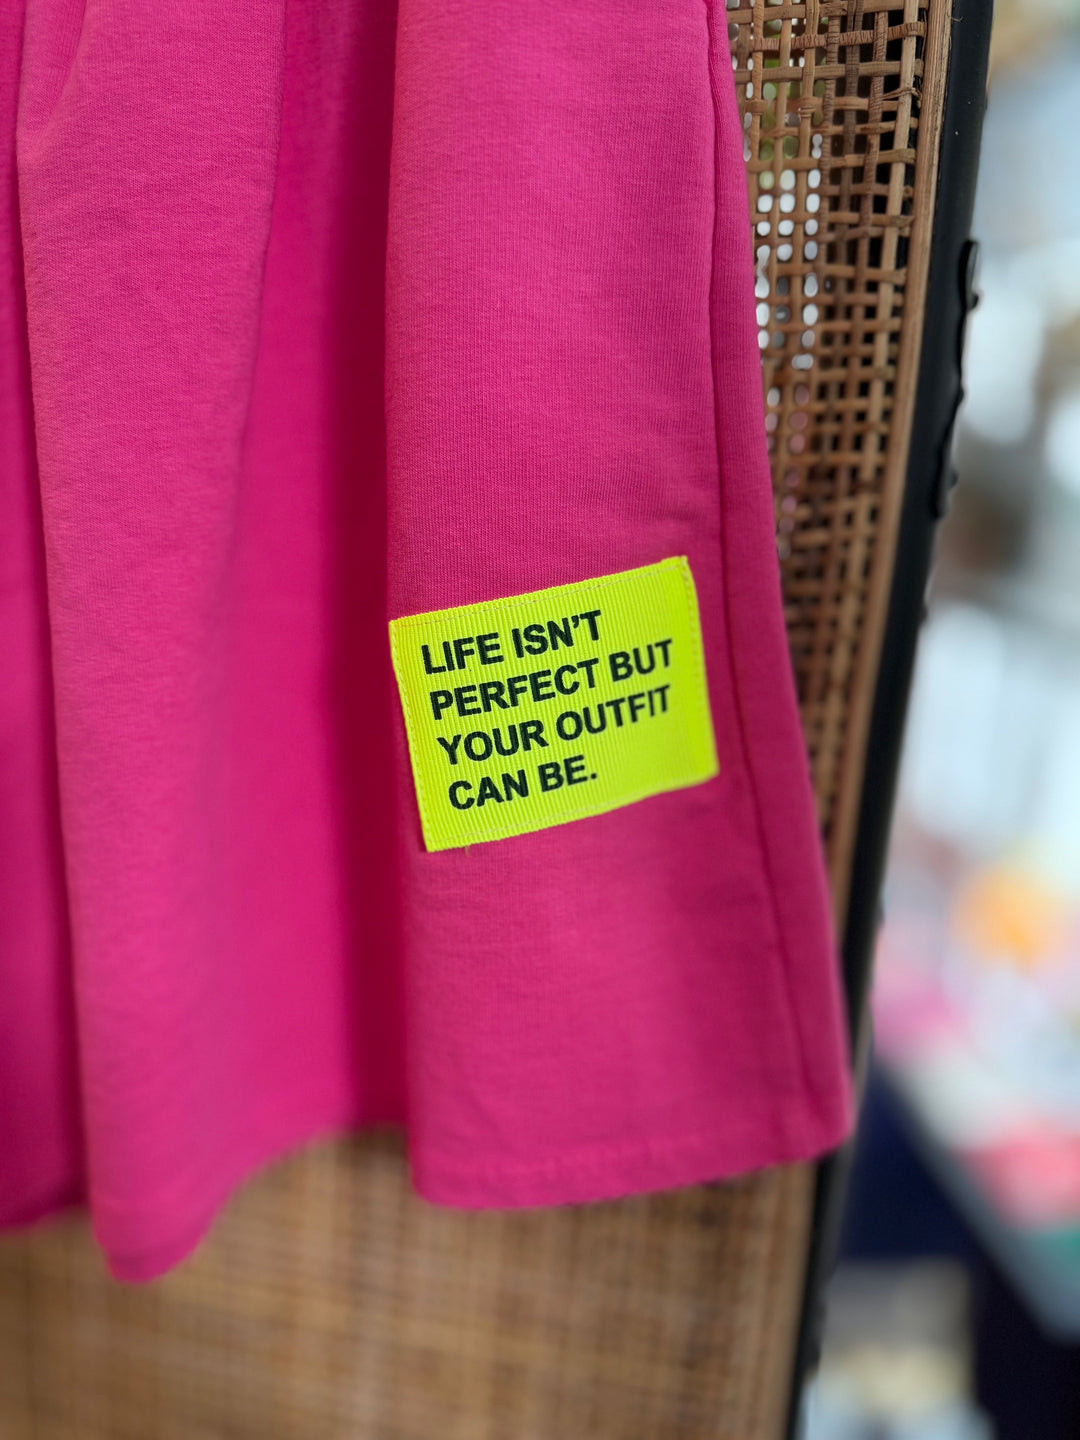 LIFE ISN'T
PERFECT BUT
YOUR OUTFIT
CAN BE.